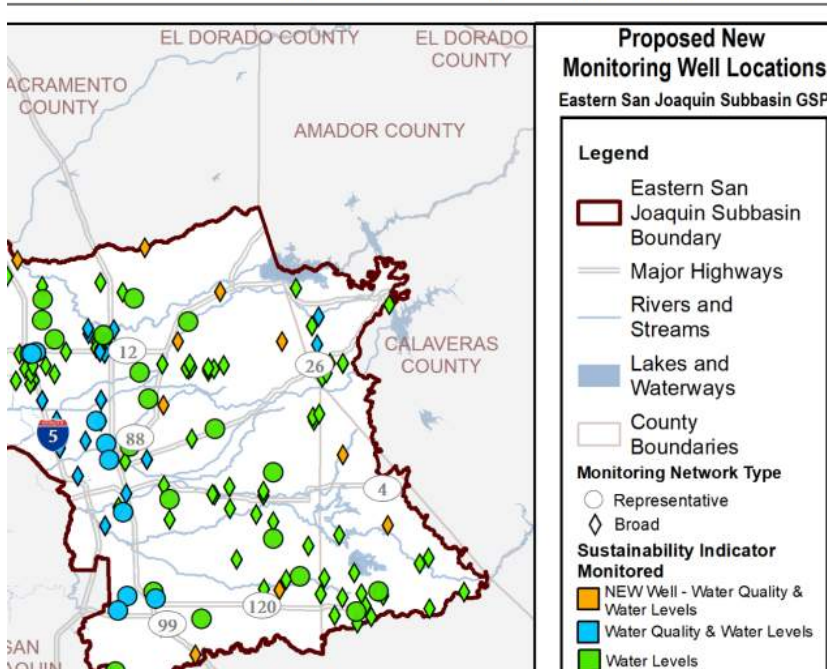 EL DORADO COUNTY
EL DORADO
COUNTY
ACRAMENTO
COUNTY
AMADOR COUNTY
CALAVERAS
COUNTY
12
26
5
88
4
120
99
SAN
AQUIN
Proposed New
Monitoring Well Locations
Eastern San Joaquin Subbasin GSP
Legend
Eastern San
Joaquin Subbasin
Boundary
Major Highways
Rivers and
Streams
Lakes and
Waterways
County
Boundaries
Monitoring Network Type
Representative
Broad
Sustainability Indicator
Monitored
NEW Well - Water Quality &
Water Levels
Water Quality & Water Levels
Water Levels